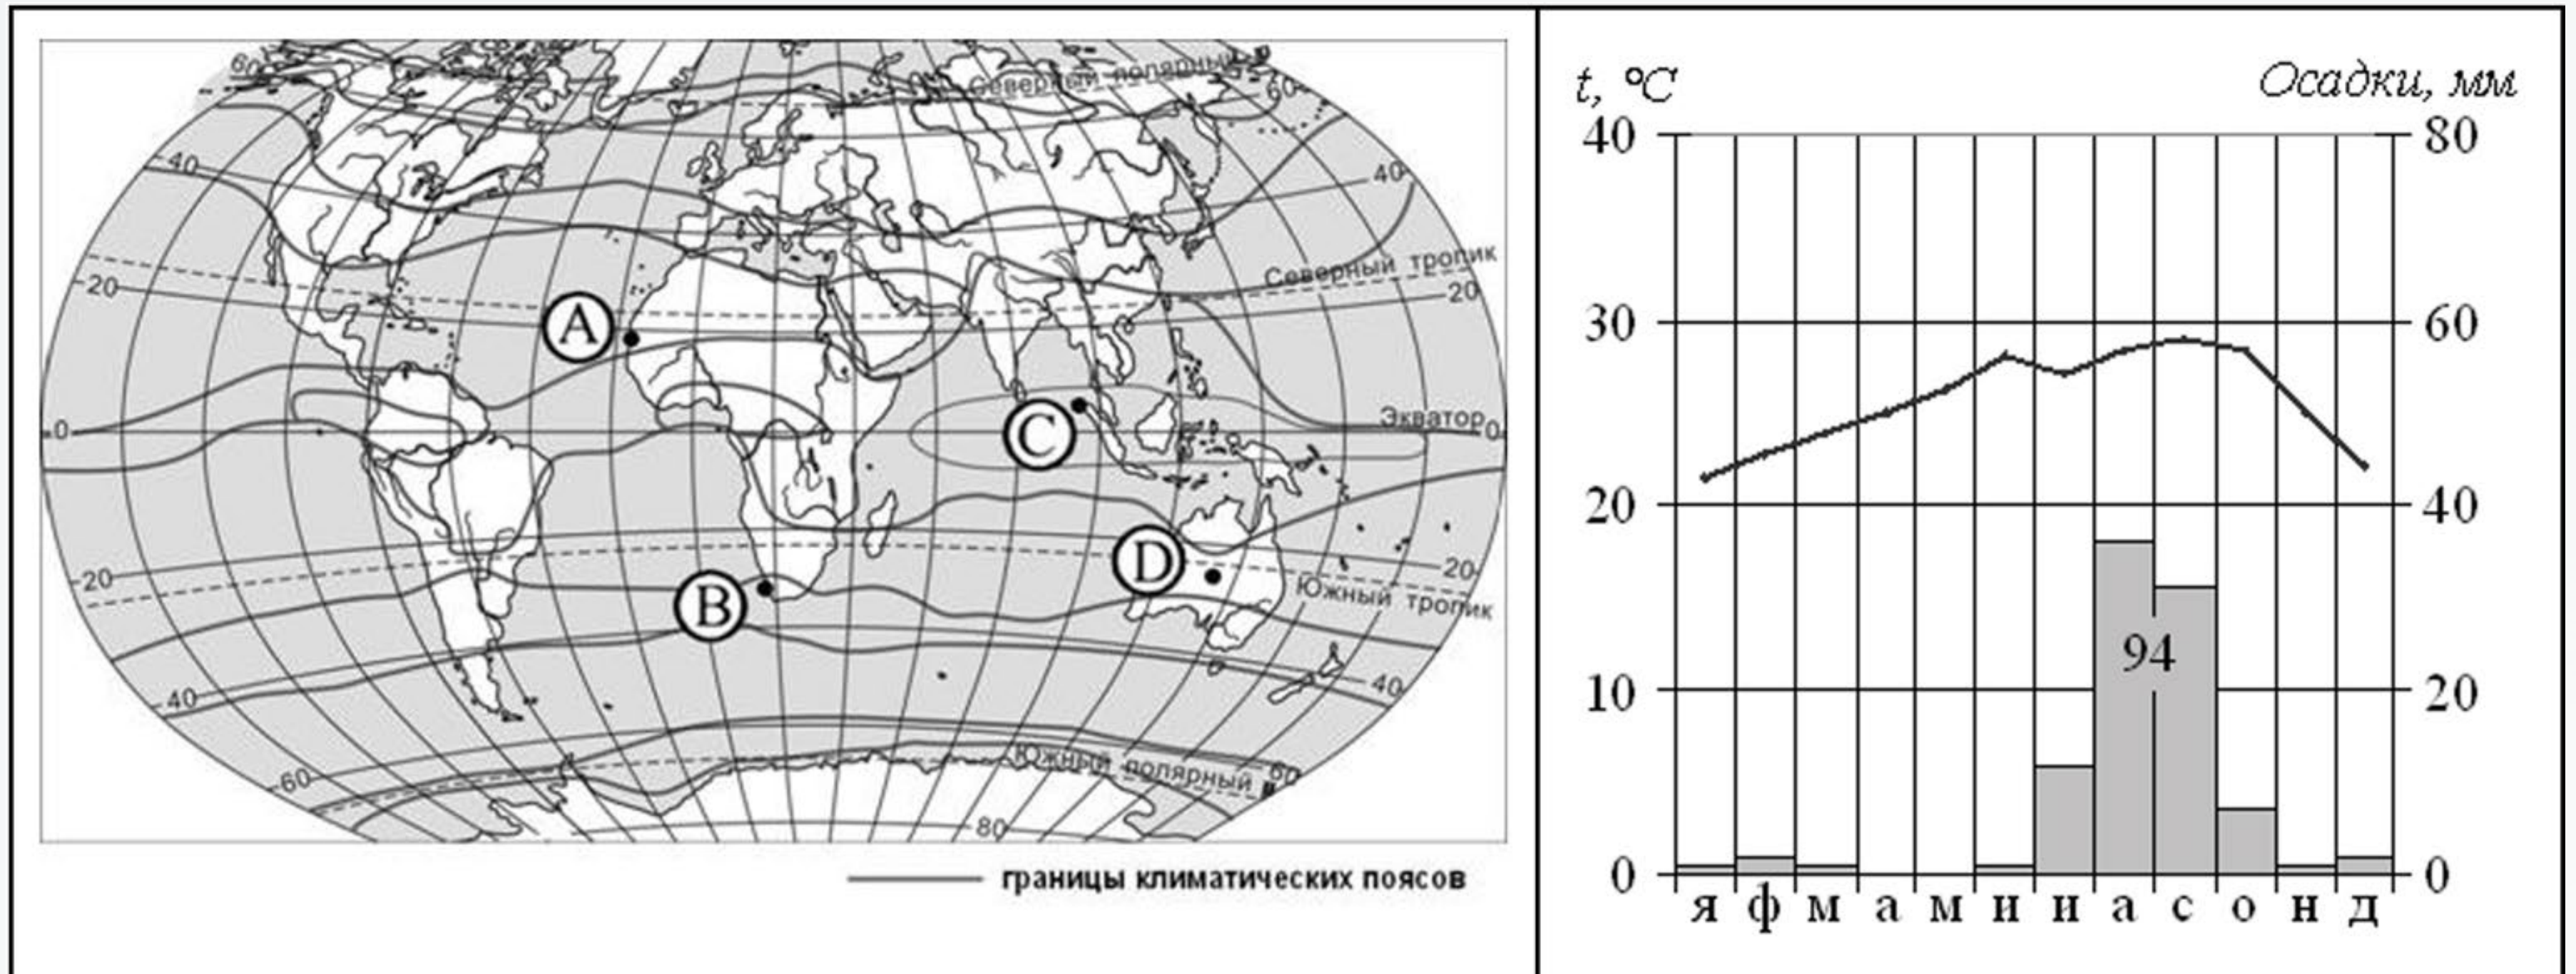 60
Северный полярный
60
40
40
Северный тропик
20
20
A
0
Экватор
0
C
D
20
20
B
Южный тропик
40
40
60
Южный полярный
60
80
границы климатических поясов
t, °C
Осадки, мм
40
80
30
60
20
40
94
10
20
0
0
я ф м а м и и а с о н д